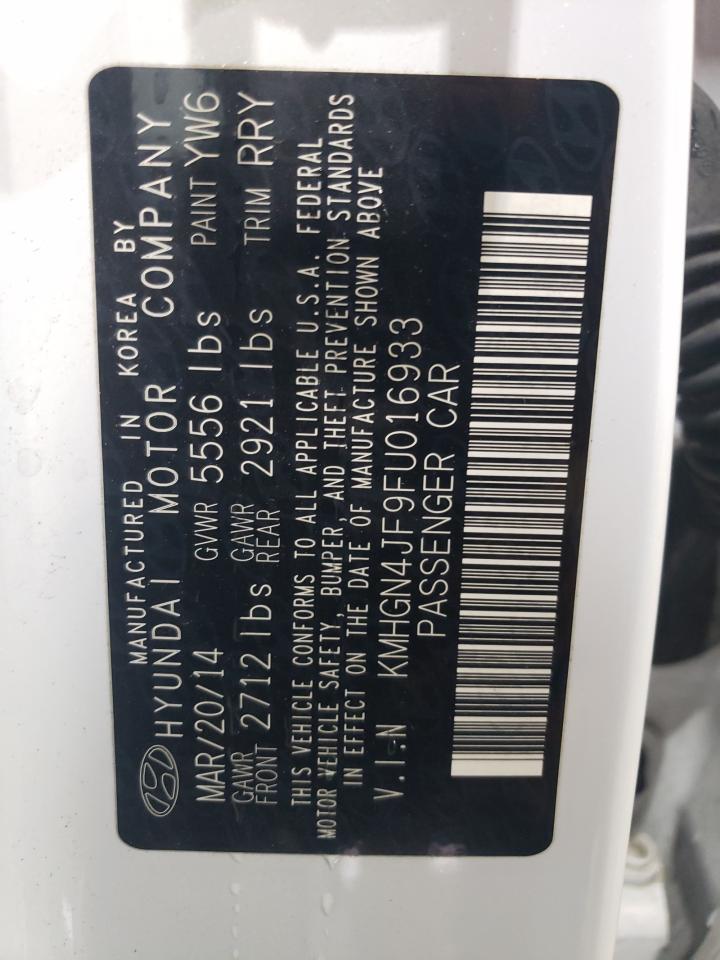 MANUFACTURED IN KOREA BY
HYUNDAI MOTOR COMPANY
MAR/20/14 GVWR 5556 lbs PAINT YW6
GAWR FRONT 2712 lbs GAWR REAR 2921 lbs TRIM RRY
THIS VEHICLE CONFORMS TO ALL APPLICABLE U.S.A. FEDERAL
MOTOR VEHICLE SAFETY, BUMPER, AND THEFT PREVENTION STANDARDS
IN EFFECT ON THE DATE OF MANUFACTURE SHOWN ABOVE
V.I.N KMHGN4JF9FU016933
PASSENGER CAR